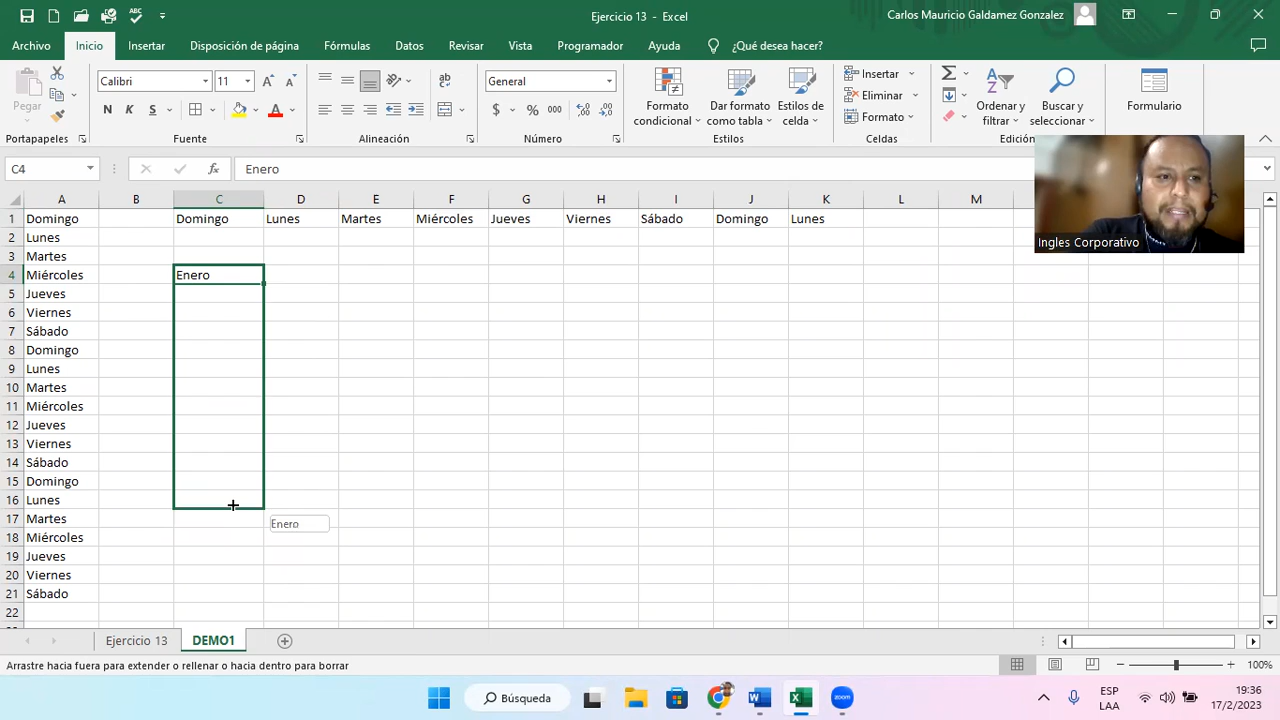 Ejercicio 13 - Excel
Carlos Mauricio Galdamez Gonzalez
Archivo Inicio Insertar Disposición de página Fórmulas Datos Revisar Vista Programador Ayuda ¿Qué desea hacer?
Pegar
Calibri 11
N K S
General
$ % 000
Formato condicional
Dar formato como tabla
Estilos de celda
Insertar
Eliminar
Formato
Ordenar y filtrar
Buscar y seleccionar
Formulario
Portapapeles Fuente Alineación Número Estilos Celdas Edición
C4 fx Enero
A B C D E F G H I J K L M
1 Domingo Domingo Lunes Martes Miércoles Jueves Viernes Sábado Domingo Lunes
2 Lunes
3 Martes
4 Miércoles Enero
5 Jueves
6 Viernes
7 Sábado
8 Domingo
9 Lunes
10 Martes
11 Miércoles
12 Jueves
13 Viernes
14 Sábado
15 Domingo
16 Lunes
17 Martes
Enero
18 Miércoles
19 Jueves
20 Viernes
21 Sábado
22
Ingles Corporativo
Ejercicio 13 DEMO1
Arrastre hacia fuera para extender o rellenar o hacia dentro para borrar
100%
Búsqueda
zoom
ESP
LAA
19:36
17/2/2023